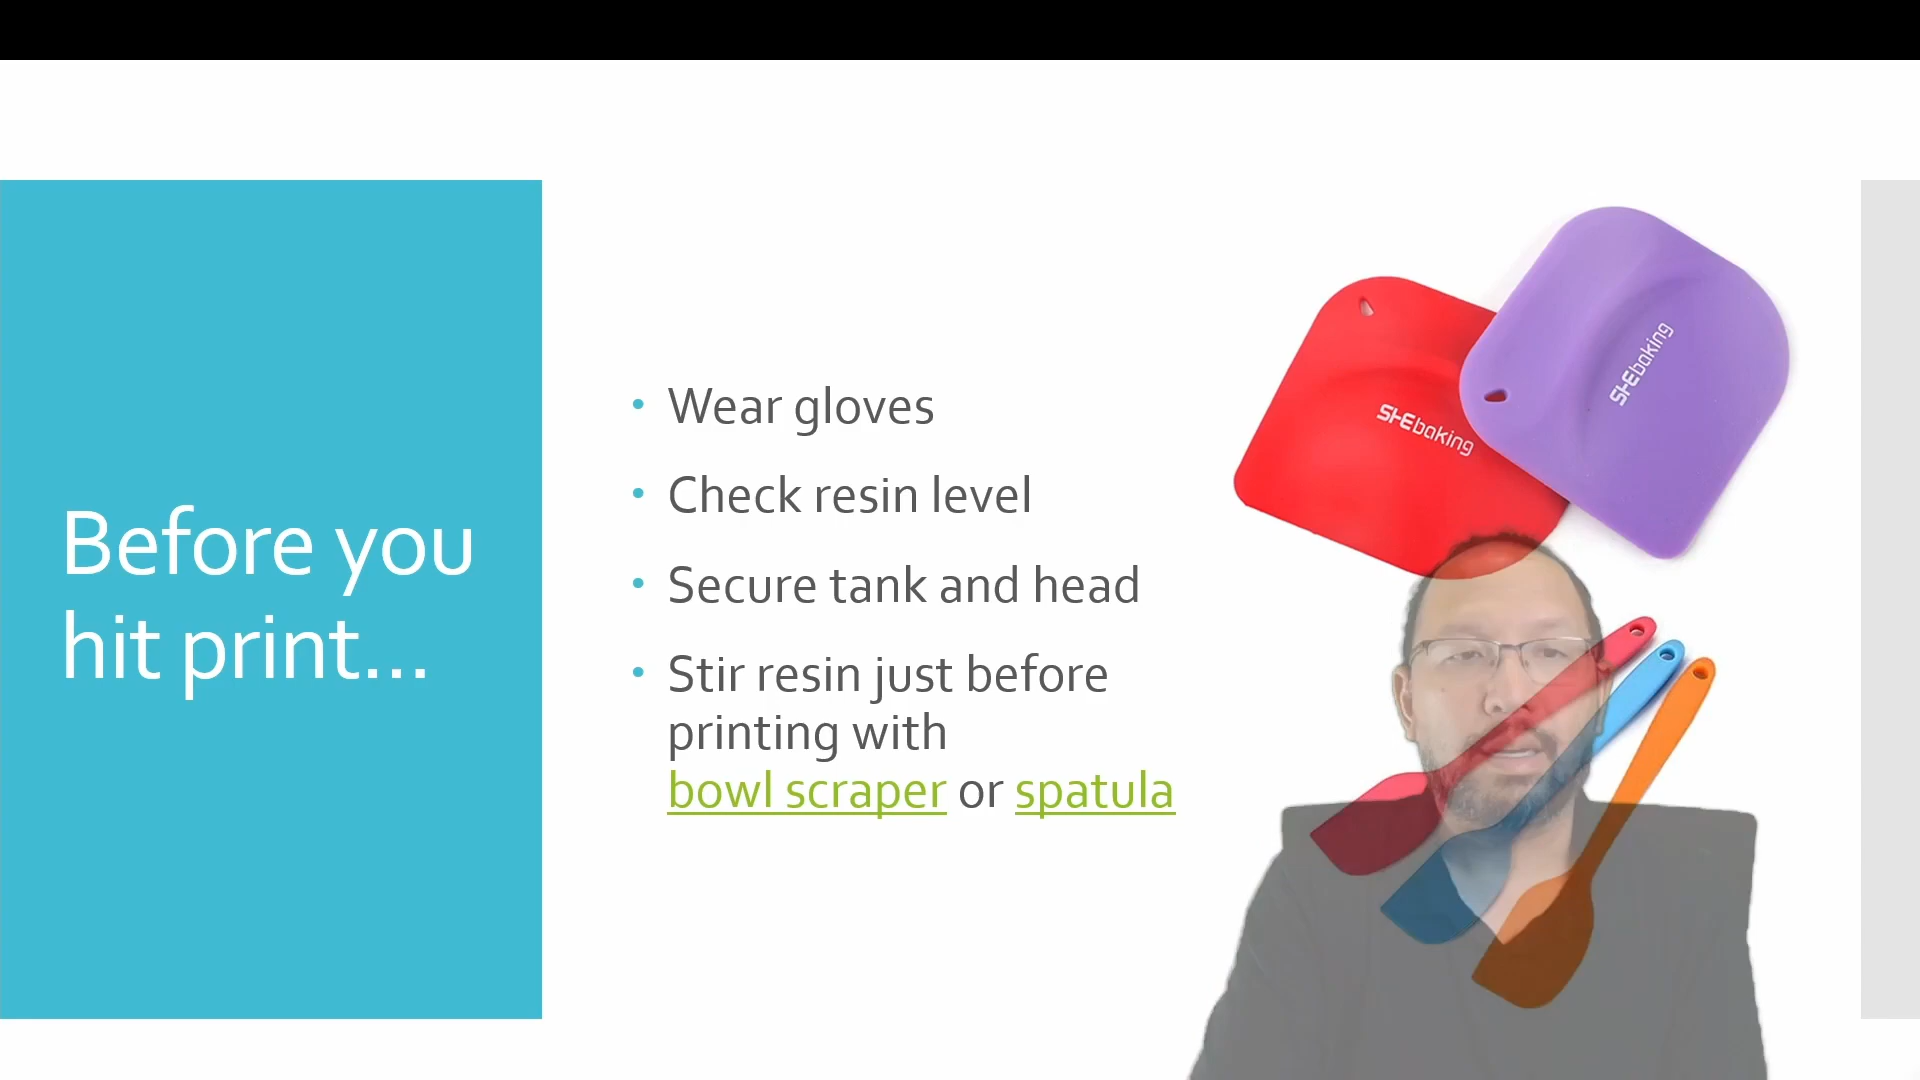 Before you
hit print...
• Wear gloves
• Check resin level
• Secure tank and head
• Stir resin just before
printing with
bowl scraper or spatula
SHEbaking
SHEbaking